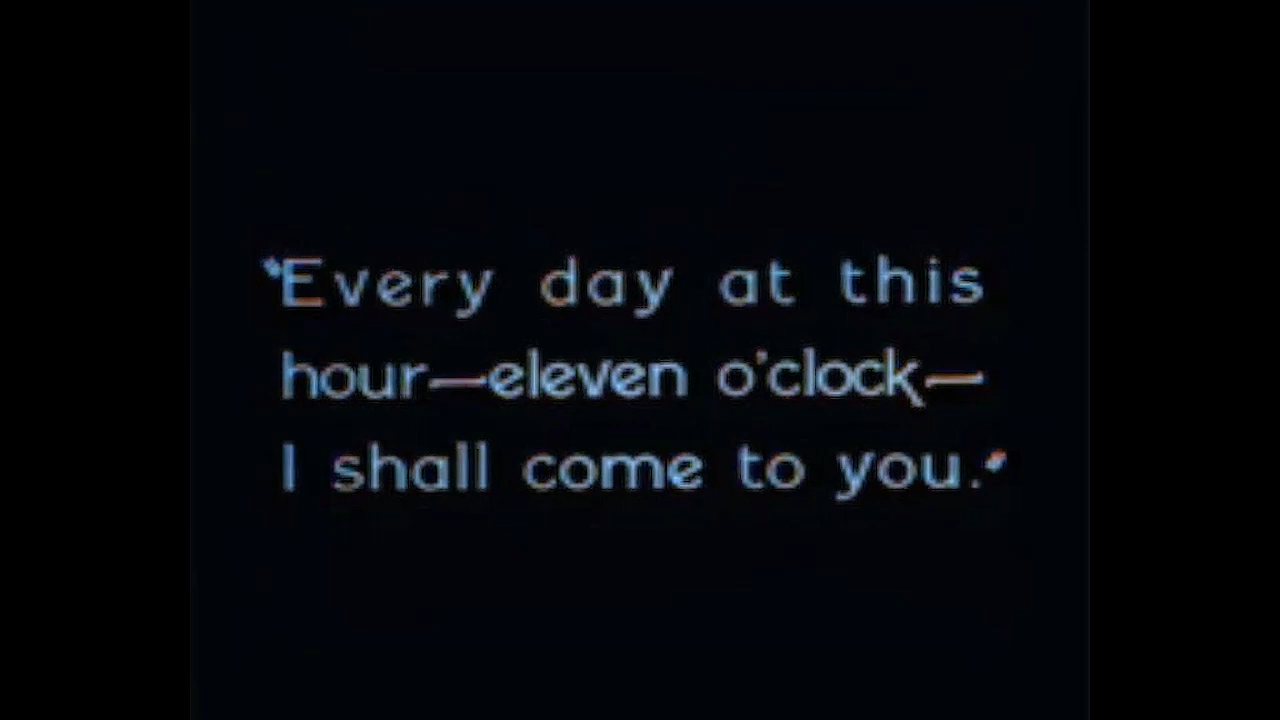 "Every day at this
hour—eleven o'clock—
I shall come to you."